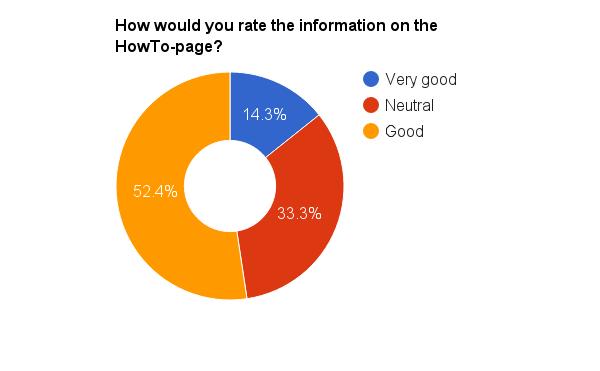 How would you rate the information on the
HowTo-page?
Very good
Neutral
Good
14.3%
33.3%
52.4%